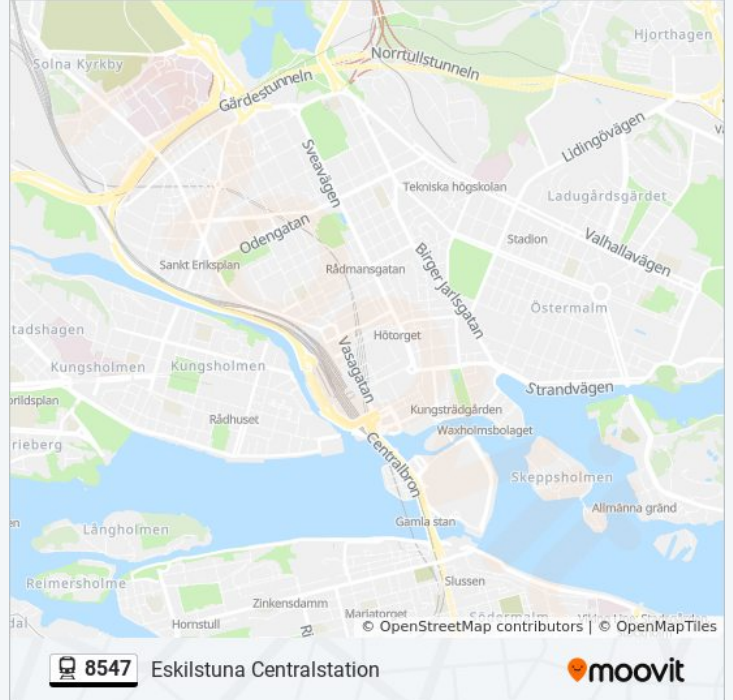 Hjorthagen
Norrtullstunneln
Solna Kyrkby
Gärdestunneln
Lidingövägen
Sveavägen
Tekniska högskolan
Ladugårdsgärdet
Odengatan
Stadion
Valhallavägen
Sankt Eriksplan
Rådmansgatan
Birger Jarlsgatan
Östermalm
tadshagen
Hötorget
Vasagatan
Kungsholmen
Kungsholmen
Strandvägen
Kungsträdgården
Rådhuset
Waxholmsbolaget
Centralbron
Skeppsholmen
Allmänna gränd
Gamla stan
Långholmen
Reimersholme
Slussen
Zinkensdamm
Mariatorget
Hornstull
© OpenStreetMap contributors | © OpenMapTiles
8547 Eskilstuna Centralstation
moovit